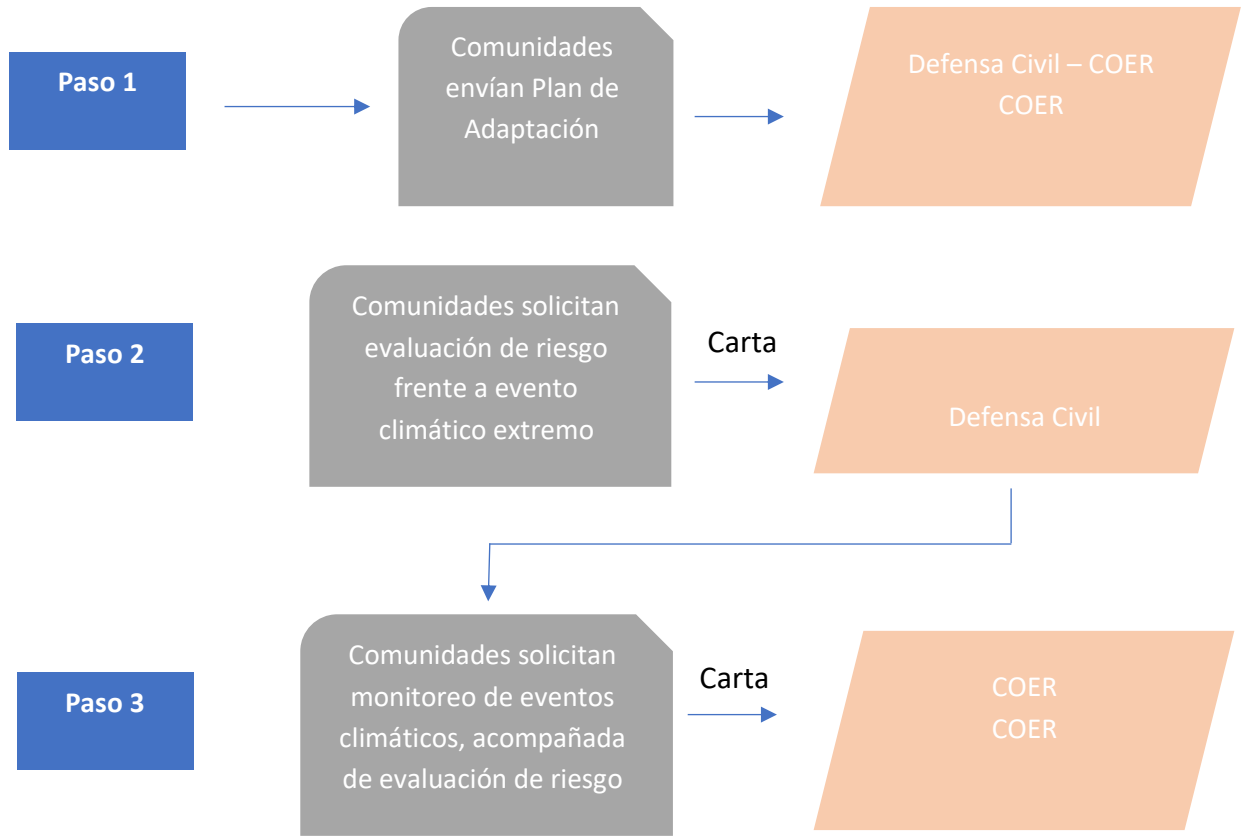 Paso 1
Comunidades
envían Plan de
Adaptación
Defensa Civil – COER
COER
Paso 2
Comunidades solicitan
evaluación de riesgo
frente a evento
climático extremo
Carta
Defensa Civil
Paso 3
Comunidades solicitan
monitoreo de eventos
climáticos, acompañada
de evaluación de riesgo
Carta
COER
COER